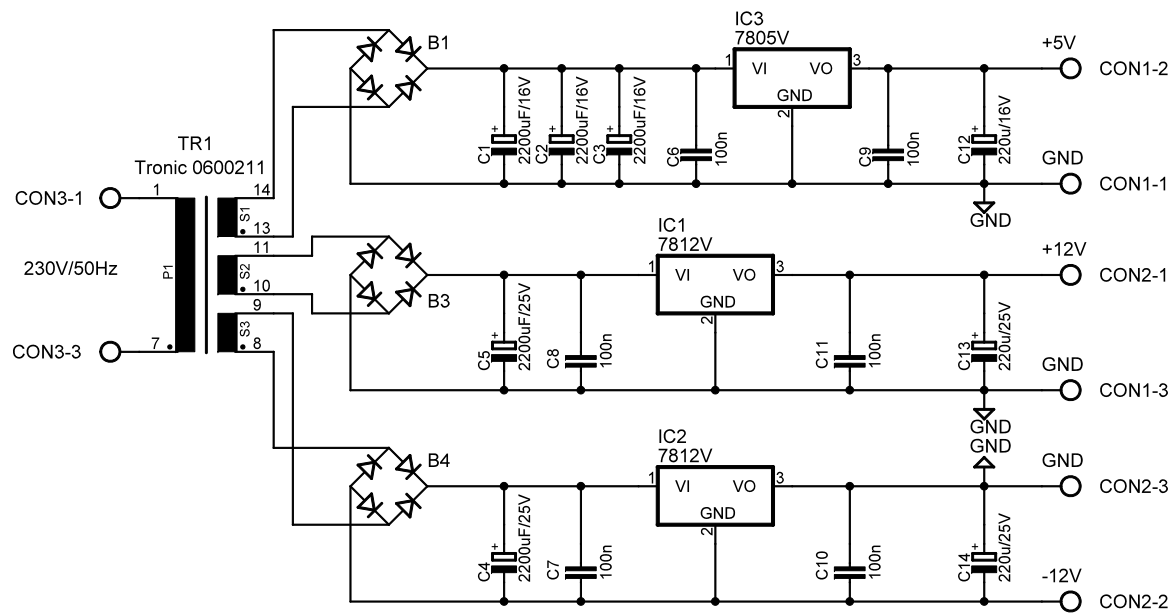 IC3
7805V
B1
1
VI
VO
3
GND
2
+5V
CON1-2
C1
+
2200uF/16V
C2
+
2200uF/16V
C3
+
2200uF/16V
C6
100n
C9
100n
C12
+
220u/16V
GND
CON1-1
GND
TR1
Tronic 0600211
CON3-1
1
14
S1
13
11
230V/50Hz
P1
S2
10
9
CON3-3
7
S3
8
IC1
7812V
B3
1
VI
VO
3
GND
2
+12V
CON2-1
C5
+
2200uF/25V
C8
100n
C11
100n
C13
+
220u/25V
GND
CON1-3
GND
GND
IC2
7812V
B4
1
VI
VO
3
GND
2
GND
CON2-3
C4
+
2200uF/25V
C7
100n
C10
100n
C14
+
220u/25V
-12V
CON2-2